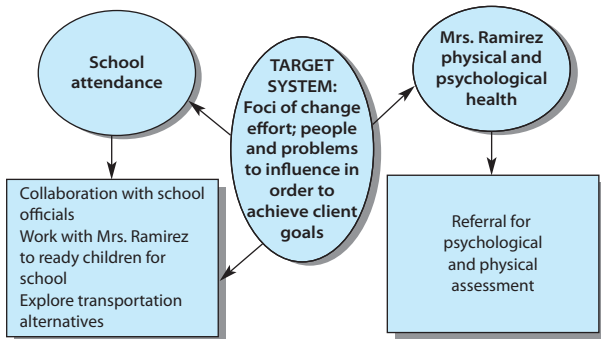 School
attendance
TARGET
SYSTEM:
Foci of change
effort; people
and problems
to influence in
order to
achieve client
goals
Mrs. Ramirez
physical and
psychological
health
Collaboration with school
officials
Work with Mrs. Ramirez
to ready children for
school
Explore transportation
alternatives
Referral for
psychological
and physical
assessment